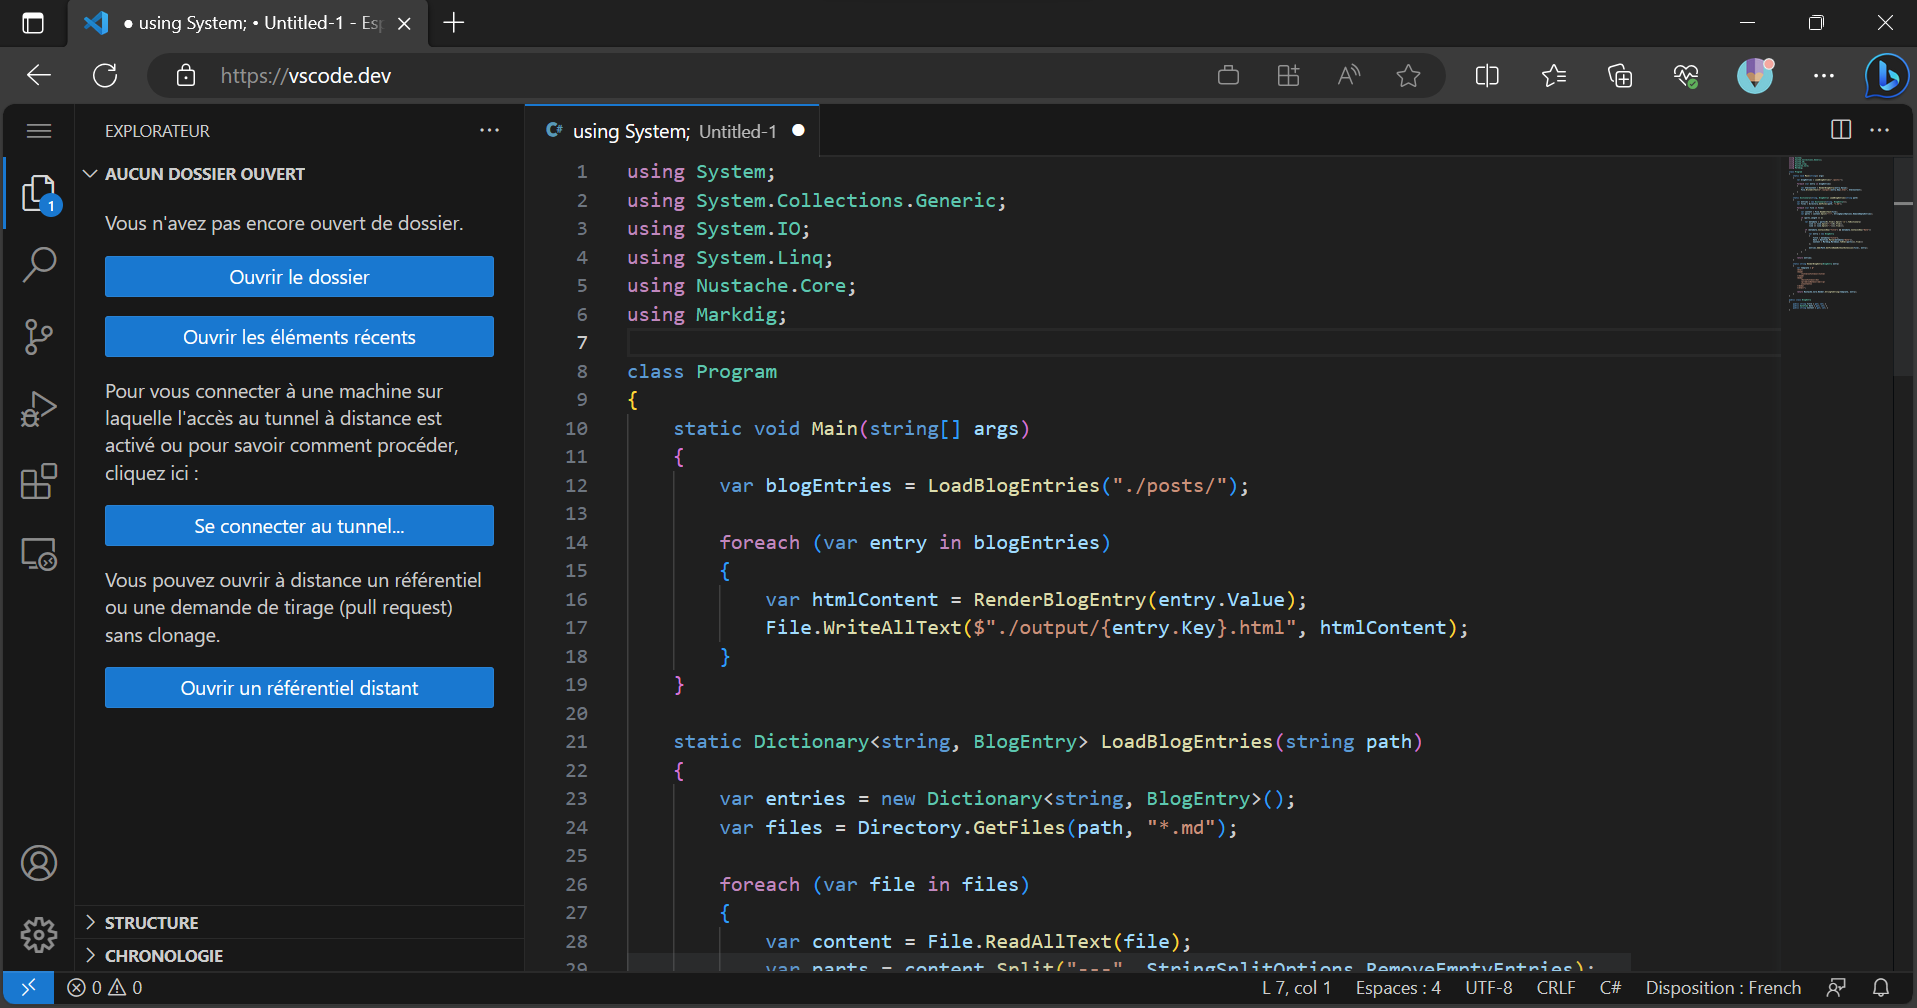 ● using System; • Untitled-1 - Esp
https://vscode.dev
EXPLORATEUR
AUCUN DOSSIER OUVERT
1
Vous n'avez pas encore ouvert de dossier.
Ouvrir le dossier
Ouvrir les éléments récents
Pour vous connecter à une machine sur
laquelle l'accès au tunnel à distance est
activé ou pour savoir comment procéder,
cliquez ici :
Se connecter au tunnel...
Vous pouvez ouvrir à distance un référentiel
ou une demande de tirage (pull request)
sans clonage.
Ouvrir un référentiel distant
STRUCTURE
CHRONOLOGIE
C# using System; Untitled-1 ●
1 using System;
2 using System.Collections.Generic;
3 using System.IO;
4 using System.Linq;
5 using Nustache.Core;
6 using Markdig;
7
8 class Program
9 {
10 static void Main(string[] args)
11 {
12 var blogEntries = LoadBlogEntries("./posts/");
13
14 foreach (var entry in blogEntries)
15 {
16 var htmlContent = RenderBlogEntry(entry.Value);
17 File.WriteAllText($"./output/{entry.Key}.html", htmlContent);
18 }
19 }
20
21 static Dictionary<string, BlogEntry> LoadBlogEntries(string path)
22 {
23 var entries = new Dictionary<string, BlogEntry>();
24 var files = Directory.GetFiles(path, "*.md");
25
26 foreach (var file in files)
27 {
28 var content = File.ReadAllText(file);
29 var parts = content.Split("---", StringSplitOptions.RemoveEmptyEntries);
0 0
L 7, col 1 Espaces : 4 UTF-8 CRLF C# Disposition : French